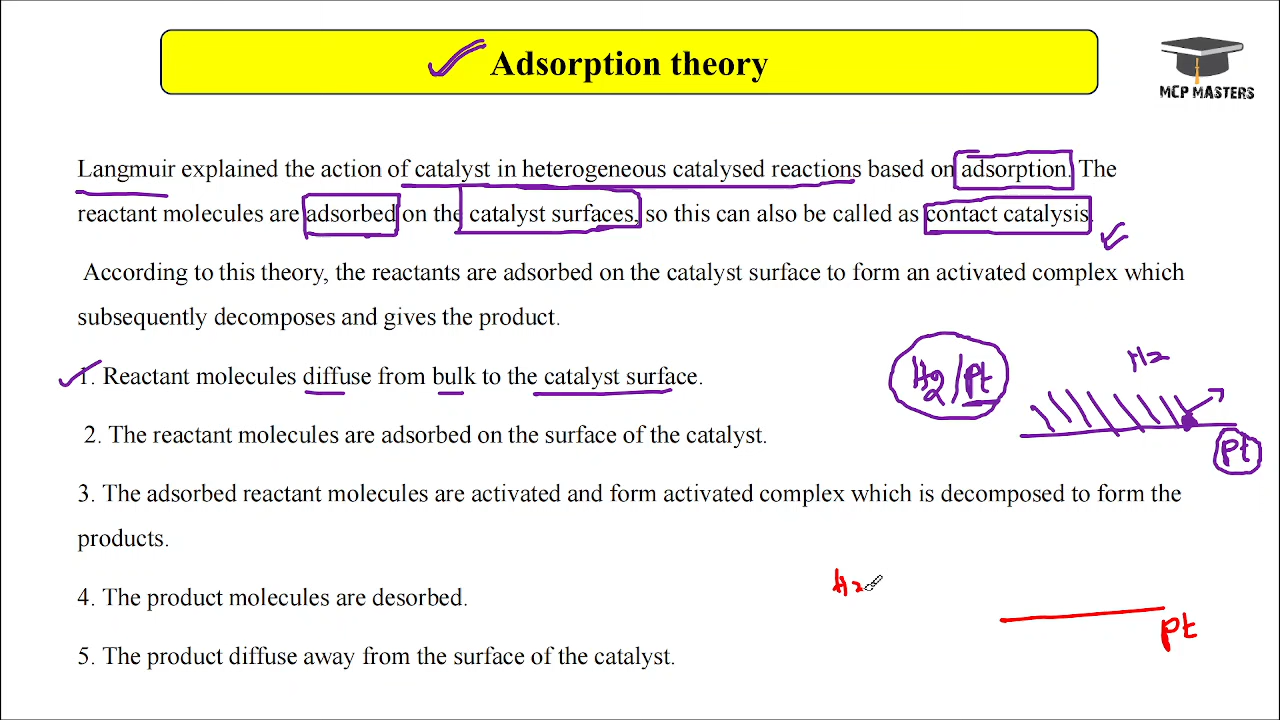 Adsorption theory
MCP MASTERS
Langmuir explained the action of catalyst in heterogeneous catalysed reactions based on adsorption. The
reactant molecules are adsorbed on the catalyst surfaces, so this can also be called as contact catalysis.
According to this theory, the reactants are adsorbed on the catalyst surface to form an activated complex which
subsequently decomposes and gives the product.
H2
1. Reactant molecules diffuse from bulk to the catalyst surface.
H2/Pt
2. The reactant molecules are adsorbed on the surface of the catalyst.
Pt
3. The adsorbed reactant molecules are activated and form activated complex which is decomposed to form the
products.
H2
4. The product molecules are desorbed.
Pt
5. The product diffuse away from the surface of the catalyst.